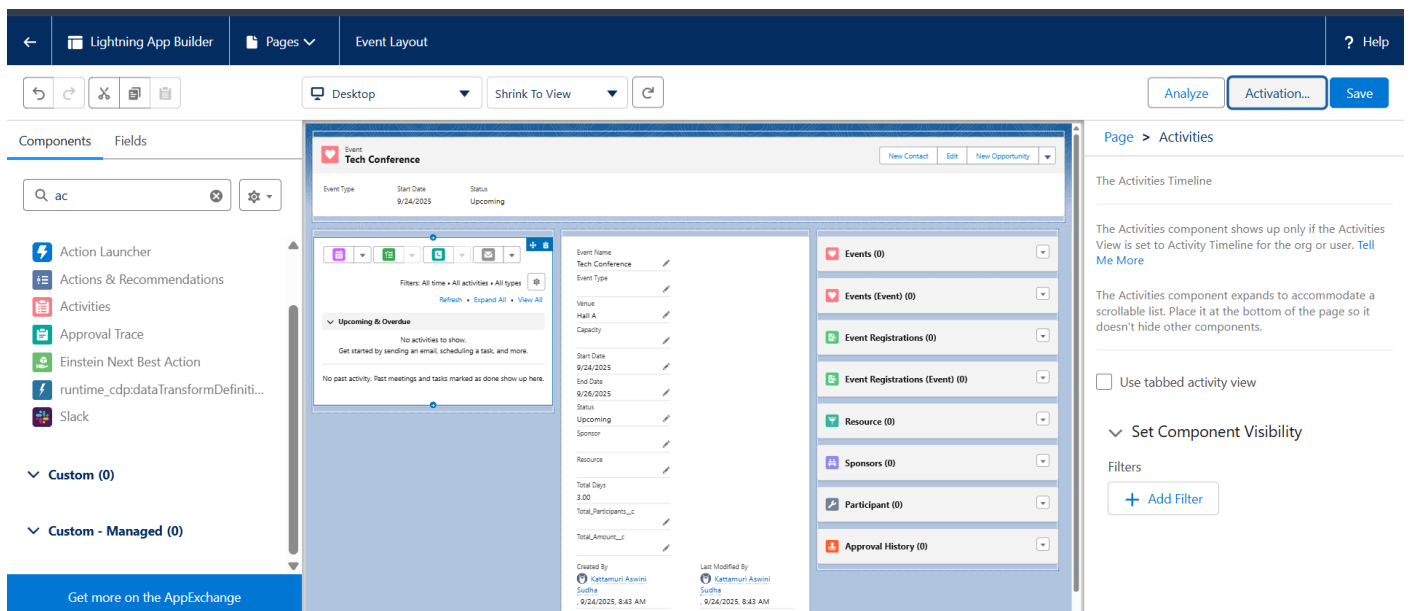 Lightning App Builder
Pages
Event Layout
? Help
Desktop
Shrink To View
Analyze
Activation...
Save
Components
Fields
ac
Action Launcher
Actions & Recommendations
Activities
Approval Trace
Einstein Next Best Action
runtime_cdp:dataTransformDefiniti...
Slack
Custom (0)
Custom - Managed (0)
Get more on the AppExchange
Event
Tech Conference
New Contact
Edit
New Opportunity
Event Type
Start Date
Status
9/24/2025
Upcoming
Filters: All time • All activities • All types
Refresh • Expand All • View All
Upcoming & Overdue
No activities to show.
Get started by sending an email, scheduling a task, and more.
No past activity. Past meetings and tasks marked as done show up here.
Event Name
Tech Conference
Event Type
Venue
Hall A
Capacity
Start Date
9/24/2025
End Date
9/26/2025
Status
Upcoming
Sponsor
Resource
Total Days
3.00
Total_Participants__c
Total_Amount__c
Created By
Kattamuri Aswini
Sudha
, 9/24/2025, 8:43 AM
Last Modified By
Kattamuri Aswini
Sudha
, 9/24/2025, 8:43 AM
Events (0)
Events (Event) (0)
Event Registrations (0)
Event Registrations (Event) (0)
Resource (0)
Sponsors (0)
Participant (0)
Approval History (0)
Page > Activities
The Activities Timeline
The Activities component shows up only if the Activities
View is set to Activity Timeline for the org or user. Tell
Me More
The Activities component expands to accommodate a
scrollable list. Place it at the bottom of the page so it
doesn't hide other components.
Use tabbed activity view
Set Component Visibility
Filters
+ Add Filter